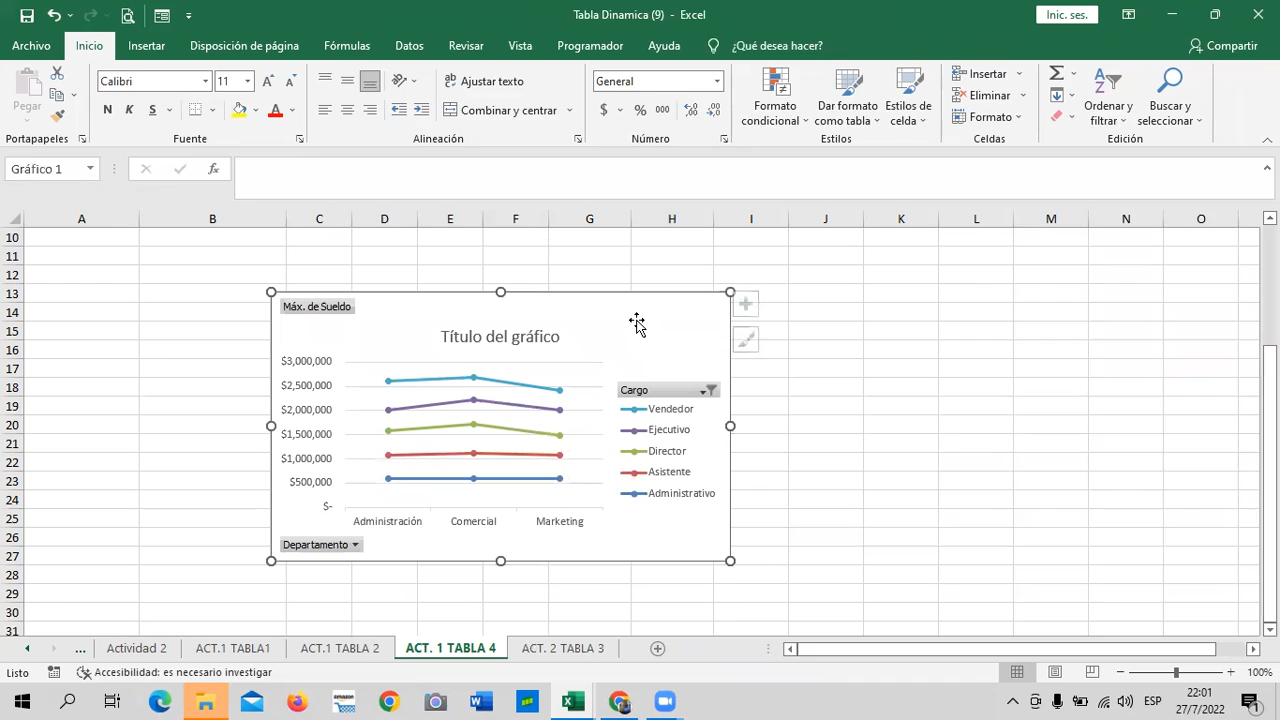 Tabla Dinamica (9) - Excel
Inic. ses.
Archivo Inicio Insertar Disposición de página Fórmulas Datos Revisar Vista Programador Ayuda ¿Qué desea hacer? Compartir
Pegar
Calibri 11
Ajustar texto
General
N K S
Combinar y centrar
$ % 000
Formato condicional
Dar formato como tabla
Estilos de celda
Insertar
Eliminar
Formato
Ordenar y filtrar
Buscar y seleccionar
Portapapeles Fuente Alineación Número Estilos Celdas Edición
Gráfico 1 fx
A B C D E F G H I J K L M N O
10
11
12
13
14
15
16
17
18
19
20
21
22
23
24
25
26
27
28
29
30
31
Máx. de Sueldo
Título del gráfico
$3,000,000
$2,500,000
$2,000,000
$1,500,000
$1,000,000
$500,000
$-
Administración Comercial Marketing
Cargo
Vendedor
Ejecutivo
Director
Asistente
Administrativo
Departamento
... Actividad 2 ACT.1 TABLA1 ACT.1 TABLA 2 ACT. 1 TABLA 4 ACT. 2 TABLA 3
Listo Accesibilidad: es necesario investigar 100%
ESP
22:01
27/7/2022